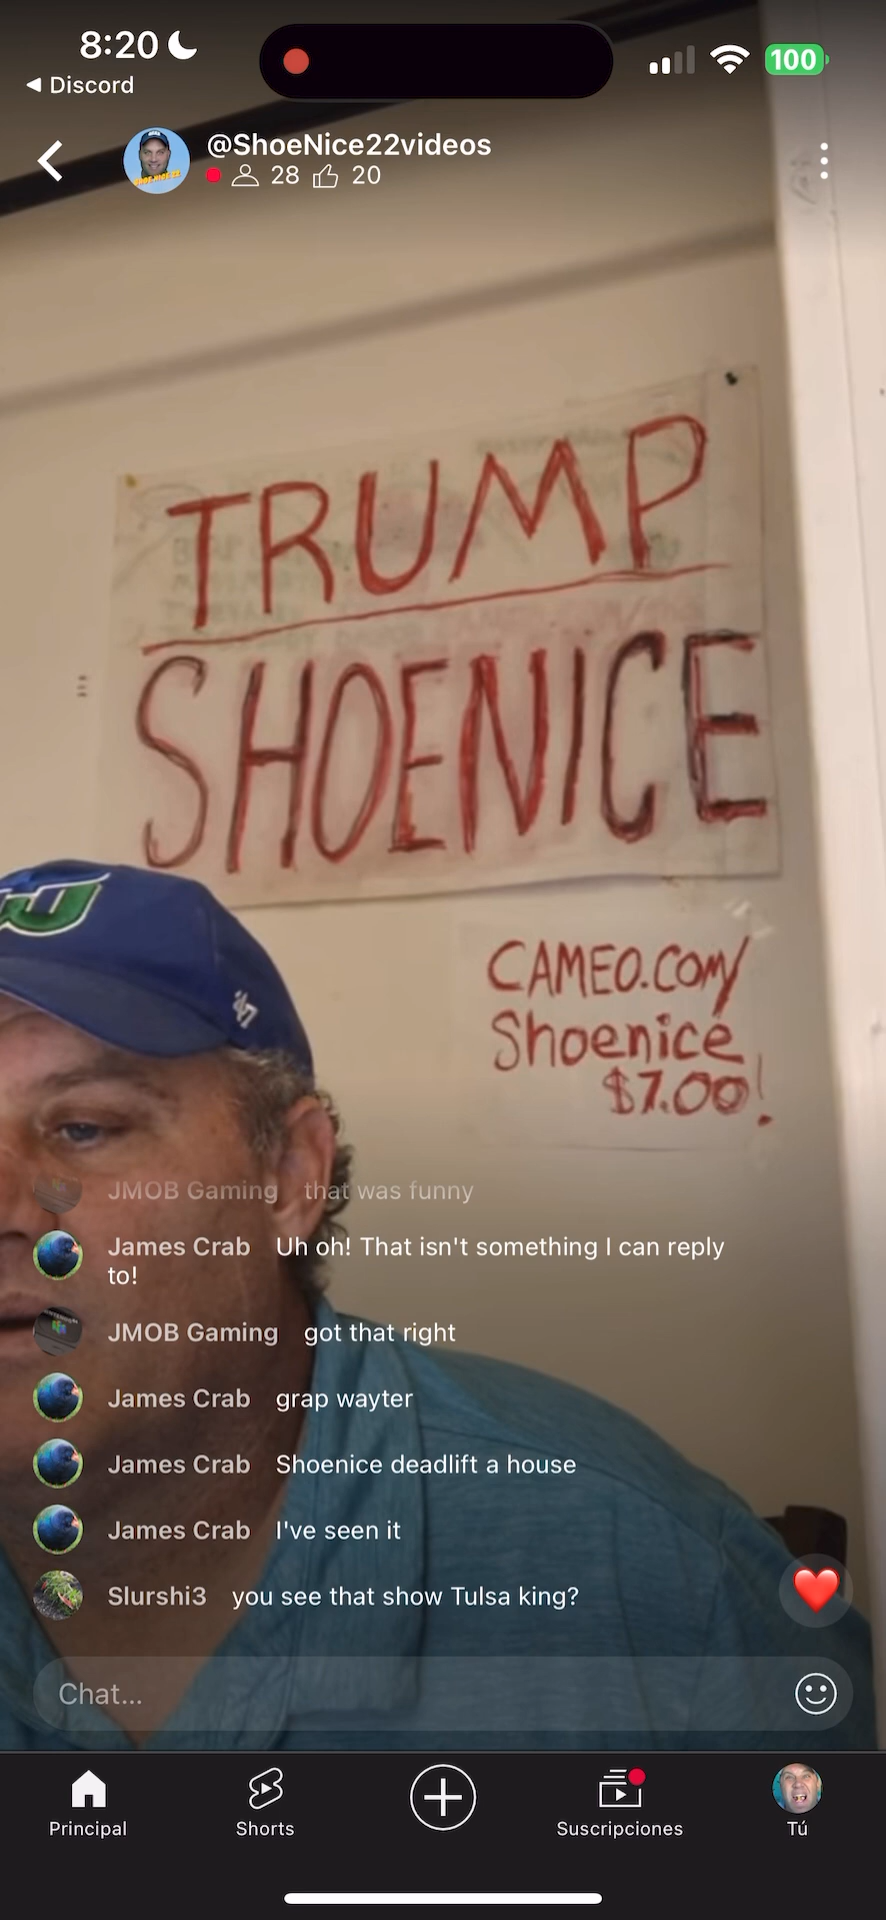 8:20
100
Discord
@ShoeNice22videos
28 20
TRUMP
SHOENICE
CAMEO.COM/
Shoenice
$7.00!
JMOB Gaming that was funny
James Crab Uh oh! That isn't something I can reply
to!
JMOB Gaming got that right
James Crab grap wayter
James Crab Shoenice deadlift a house
James Crab I've seen it
Slurshi3 you see that show Tulsa king?
Chat...
Principal Shorts Suscripciones Tú